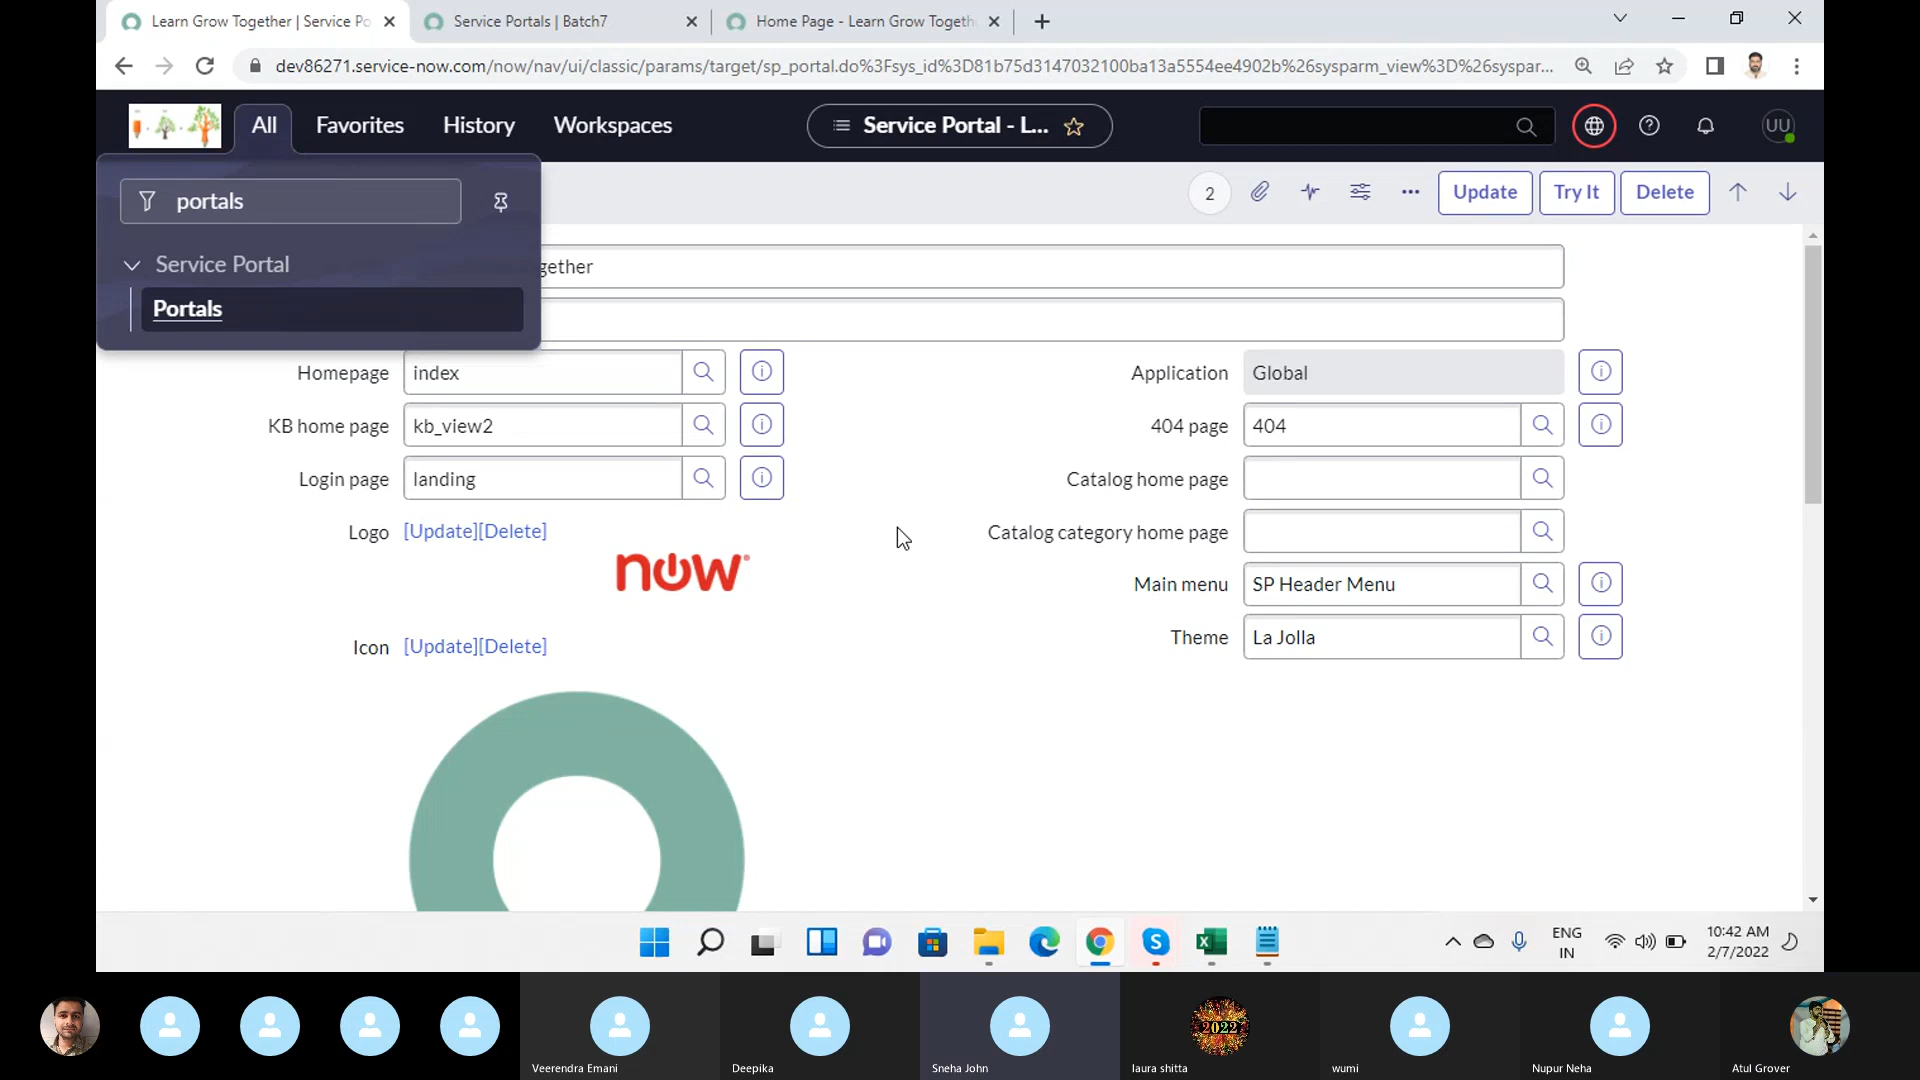 Learn Grow Together | Service Po
Service Portals | Batch7
Home Page - Learn Grow Togeth
dev86271.service-now.com/now/nav/ui/classic/params/target/sp_portal.do%3Fsys_id%3D81b75d3147032100ba13a5554ee4902b%26sysparm_view%3D%26syspar...
All
Favorites
History
Workspaces
Service Portal - L...
UU
portals
2
Update
Try It
Delete
Service Portal
gether
Portals
Homepage
index
Application
Global
KB home page
kb_view2
404 page
404
Login page
landing
Catalog home page
Logo
[Update][Delete]
Catalog category home page
now
Main menu
SP Header Menu
Icon
[Update][Delete]
Theme
La Jolla
ENG
IN
10:42 AM
2/7/2022
2022
Veerendra Emani
Deepika
Sneha John
laura shitta
wumi
Nupur Neha
Atul Grover